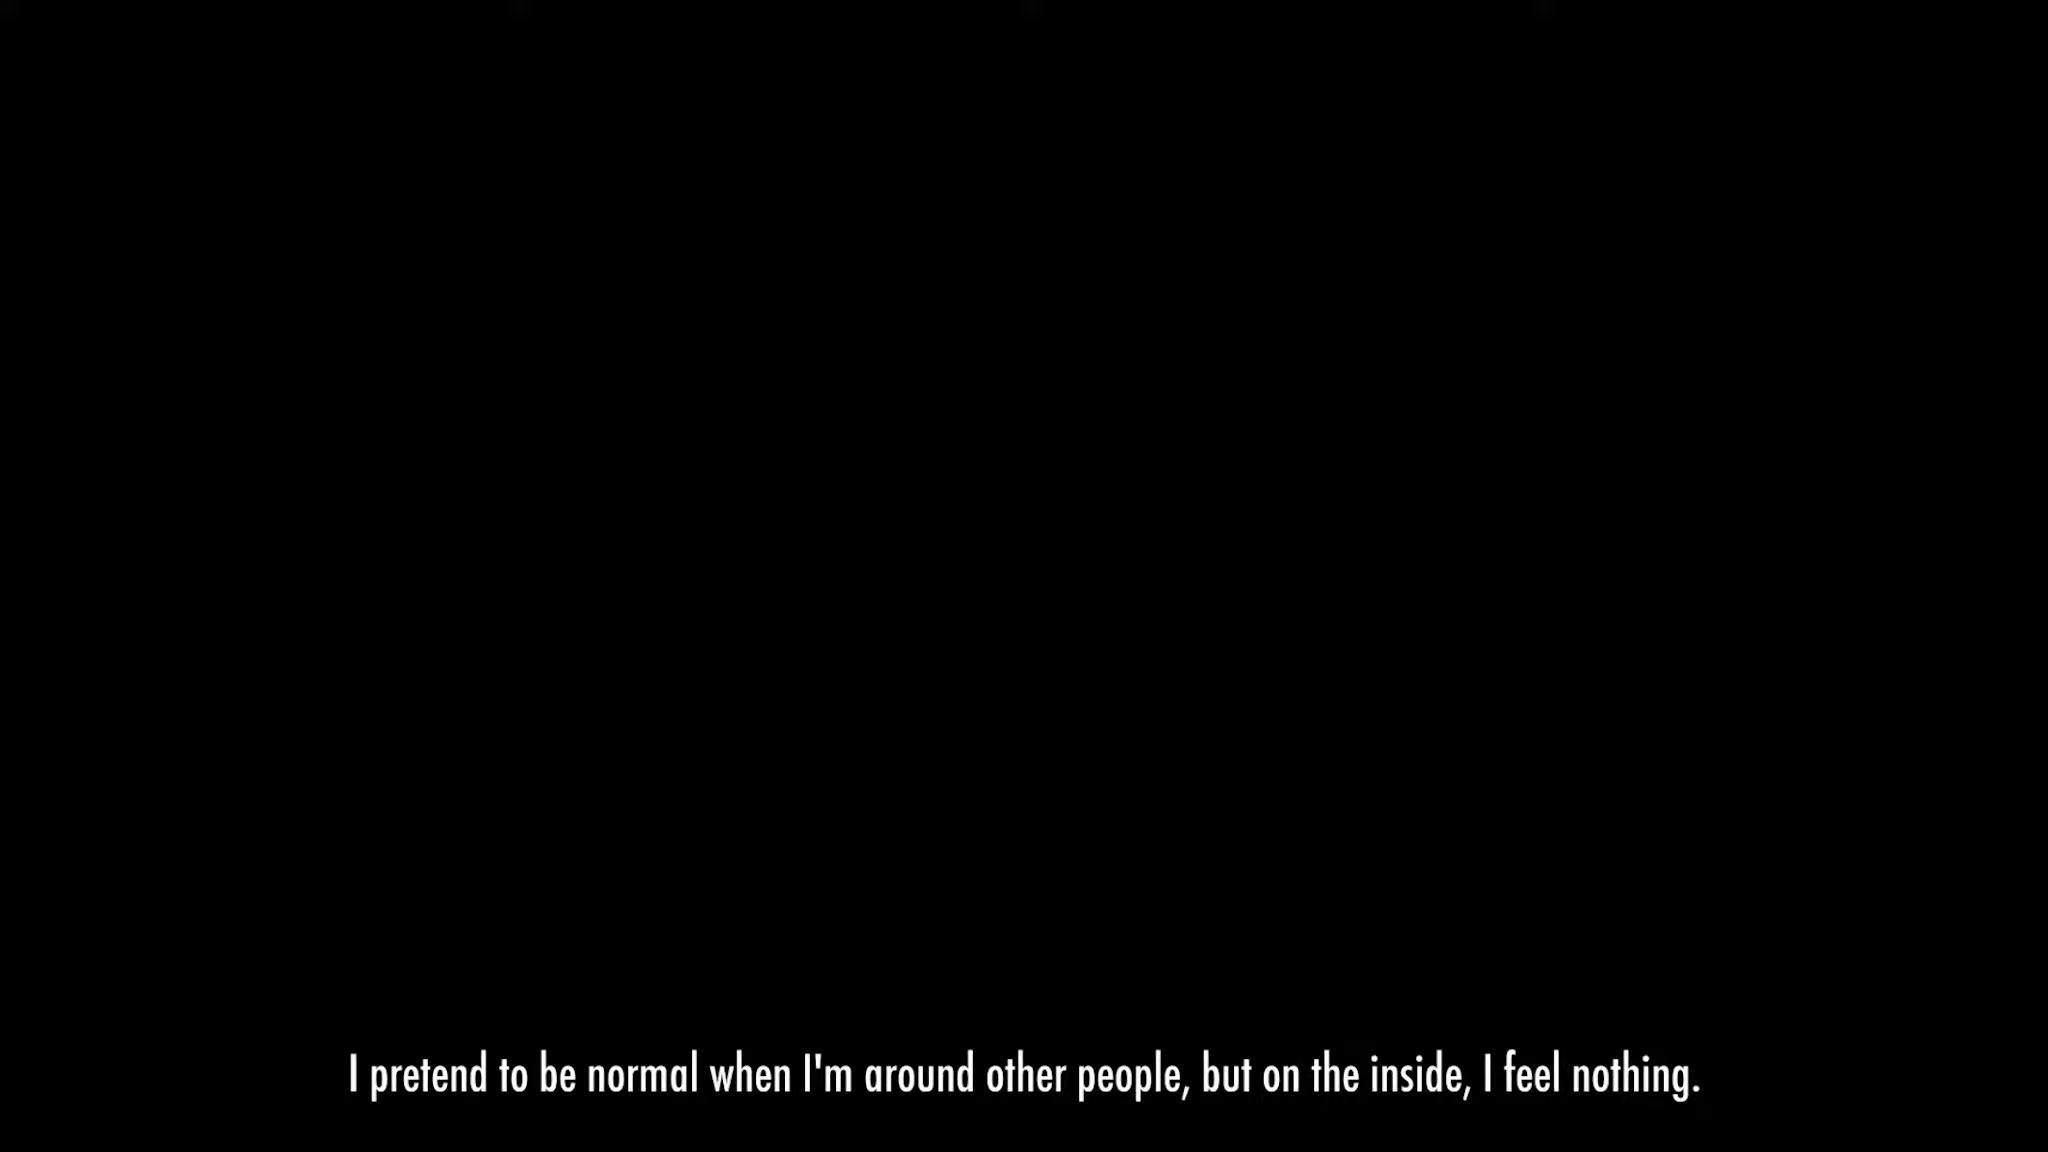 I pretend to be normal when I'm around other people, but on the inside, I feel nothing.